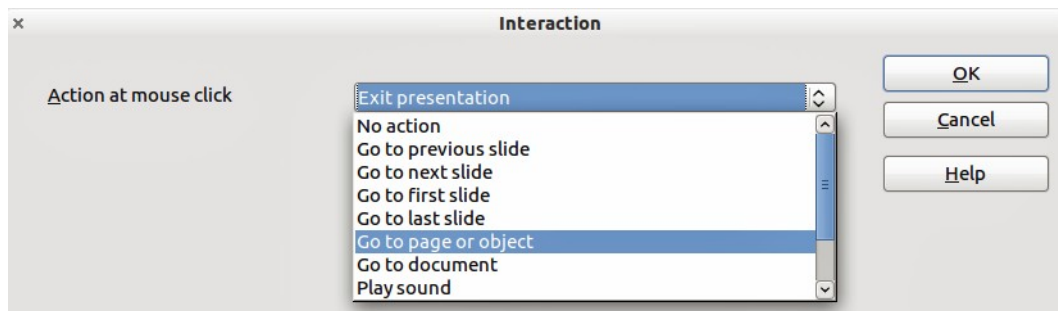 Interaction
Action at mouse click
Exit presentation
No action
Go to previous slide
Go to next slide
Go to first slide
Go to last slide
Go to page or object
Go to document
Play sound
OK
Cancel
Help